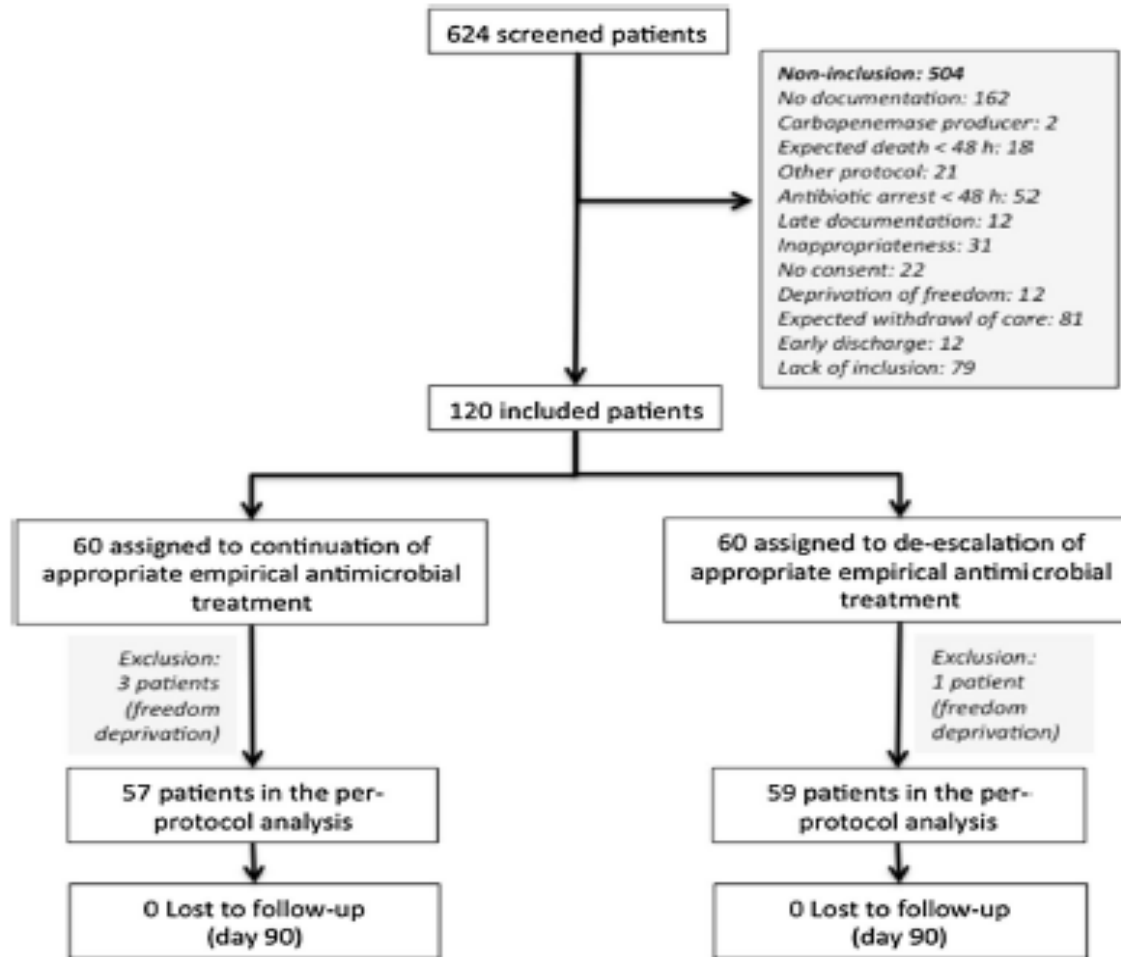 624 screened patients
Non-inclusion: 504
No documentation: 162
Carbapenemase producer: 2
Expected death < 48 h: 18
Other protocol: 21
Antibiotic arrest < 48 h: 52
Late documentation: 12
Inappropriateness: 31
No consent: 22
Deprivation of freedom: 12
Expected withdrawl of care: 81
Early discharge: 12
Lack of inclusion: 79
120 included patients
60 assigned to continuation of
appropriate empirical antimicrobial
treatment
60 assigned to de-escalation of
appropriate empirical antimicrobial
treatment
Exclusion:
3 patients
(freedom
deprivation)
Exclusion:
1 patient
(freedom
deprivation)
57 patients in the per-
protocol analysis
59 patients in the per-
protocol analysis
0 Lost to follow-up
(day 90)
0 Lost to follow-up
(day 90)